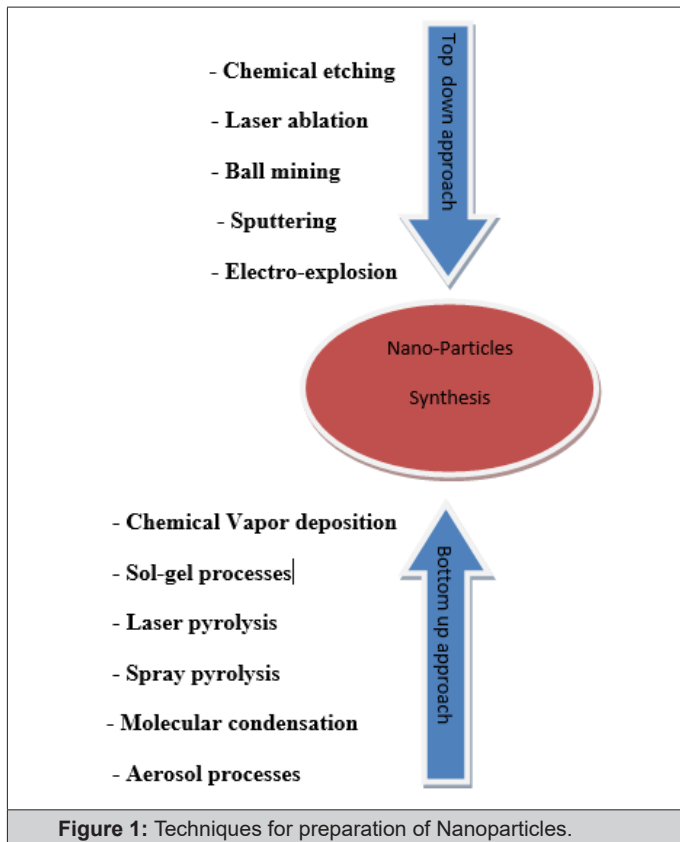 - Chemical etching
- Laser ablation
- Ball mining
- Sputtering
- Electro-explosion
Top down approach
Nano-Particles
Synthesis
- Chemical Vapor deposition
- Sol-gel processes
- Laser pyrolysis
- Spray pyrolysis
- Molecular condensation
- Aerosol processes
Bottom up approach
Figure 1: Techniques for preparation of Nanoparticles.